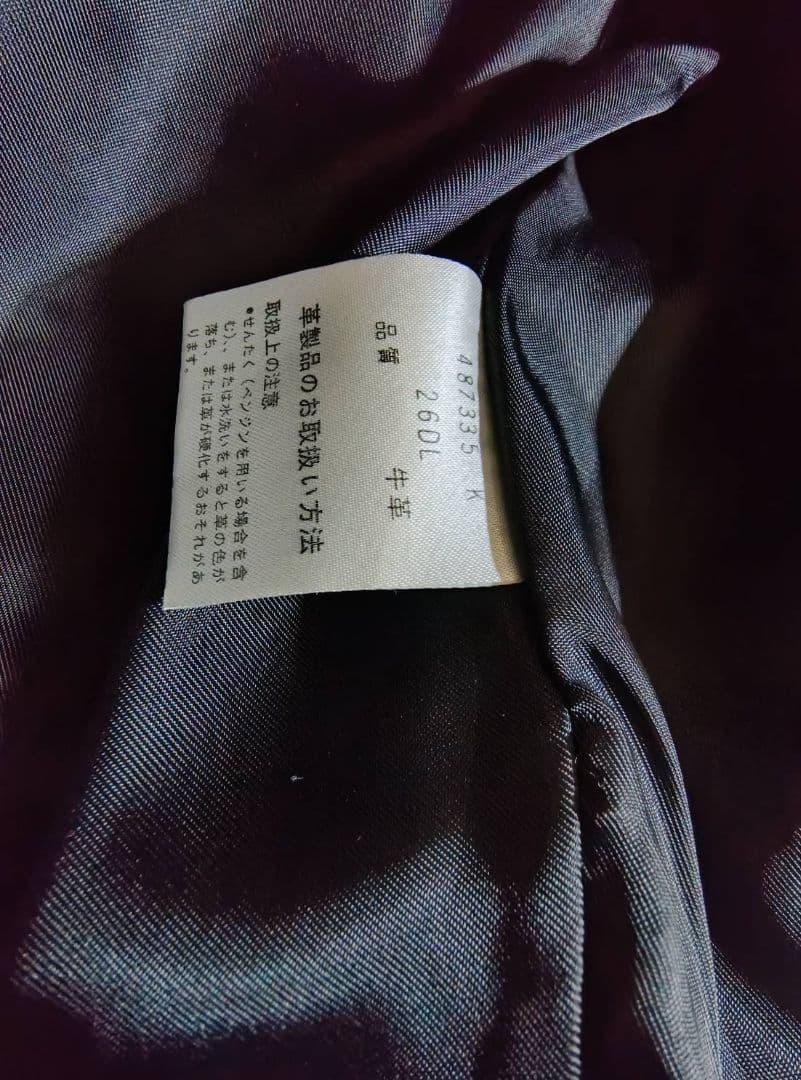 487335 K
260L
品質 牛革
革製品のお取扱い方法
取扱上の注意
●せんたく（ベンジンを用いる場合を含
む）、または水洗いをすると革の色が
落ち、または革が硬化するおそれがあ
ります。